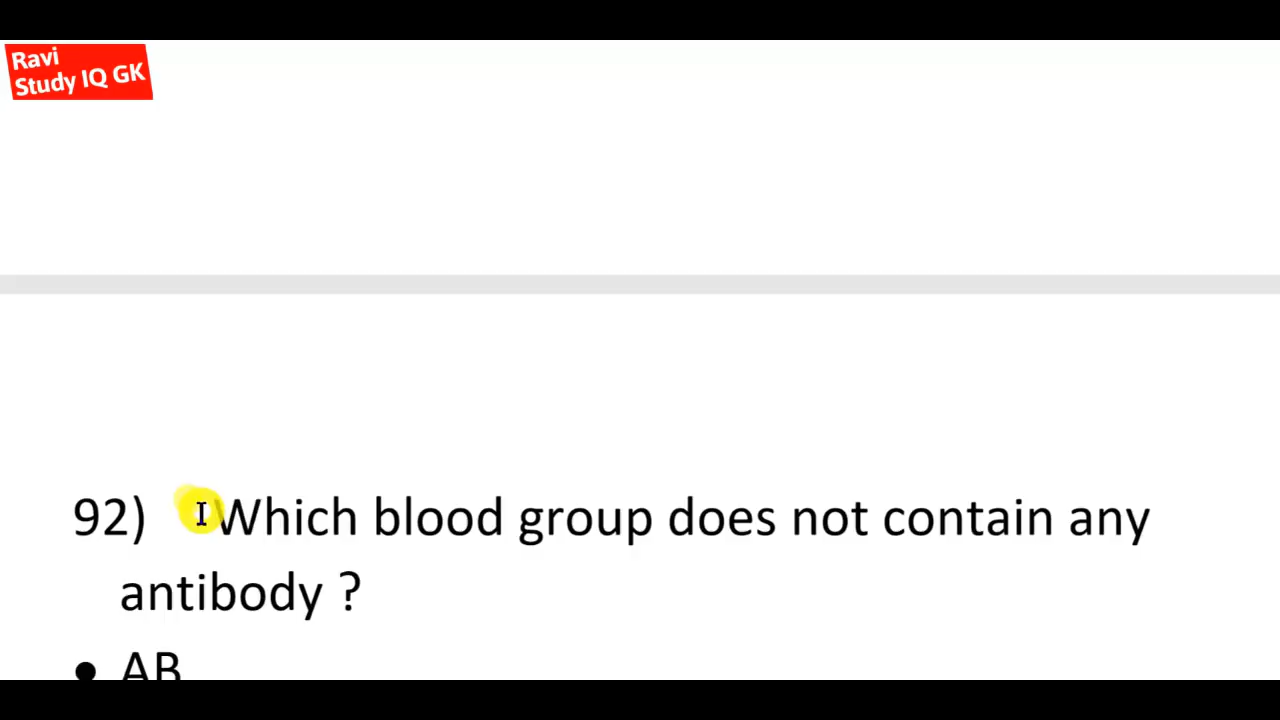 Ravi
Study IQ GK
92) Which blood group does not contain any
antibody ?
• AB